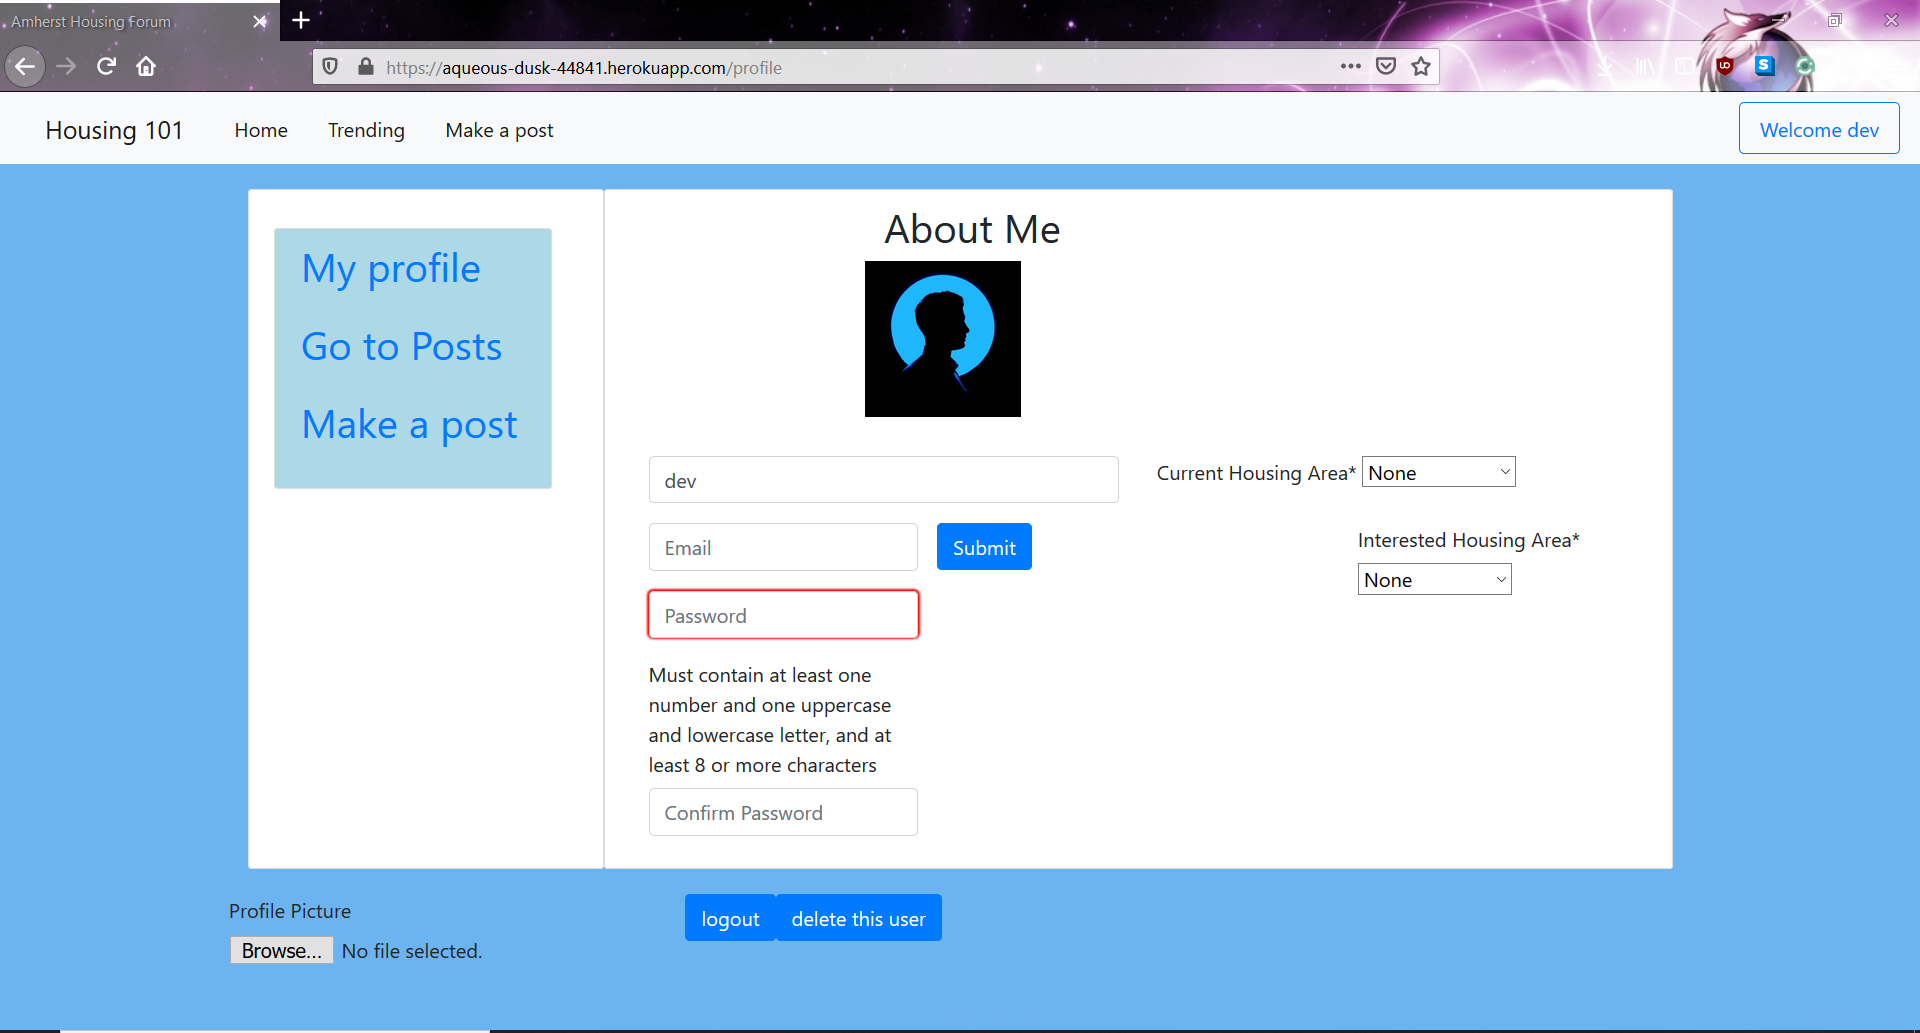 Amherst Housing Forum
https://aqueous-dusk-44841.herokuapp.com/profile
Housing 101
Home
Trending
Make a post
Welcome dev
My profile
Go to Posts
Make a post
About Me
dev
Current Housing Area* None
Email
Submit
Interested Housing Area*
None
Password
Must contain at least one
number and one uppercase
and lowercase letter, and at
least 8 or more characters
Confirm Password
Profile Picture
Browse... No file selected.
logout
delete this user